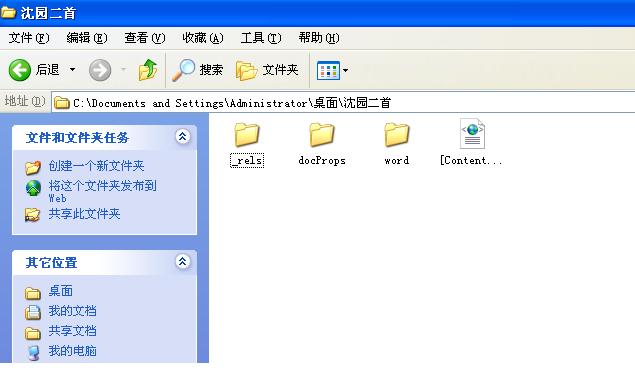 沈园二首
文件(F) 编辑(E) 查看(V) 收藏(A) 工具(T) 帮助(H)
后退 搜索 文件夹
地址(D) C:\Documents and Settings\Administrator\桌面\沈园二首
文件和文件夹任务
创建一个新文件夹
将这个文件夹发布到
Web
共享此文件夹
其它位置
桌面
我的文档
共享文档
我的电脑
_rels docProps word [Content...